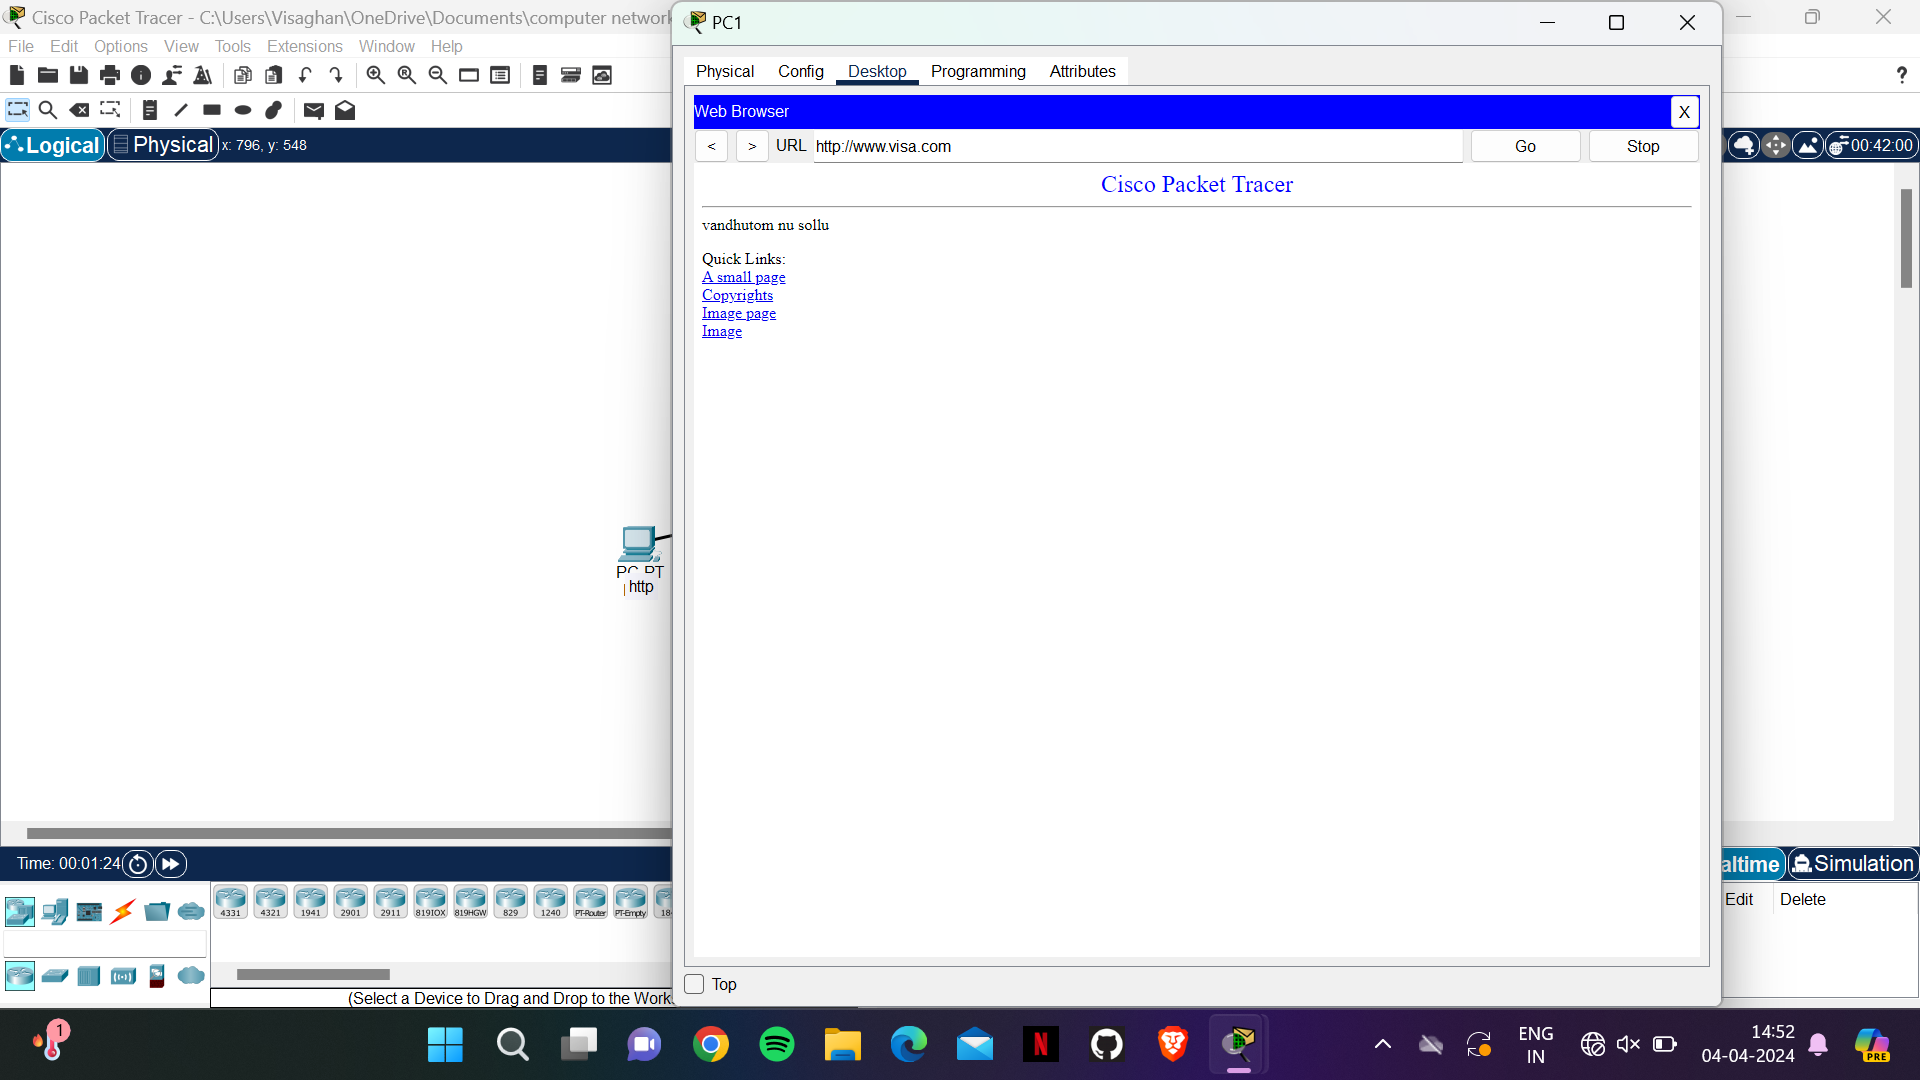 Cisco Packet Tracer - C:\Users\Visaghan\OneDrive\Documents\computer network
File Edit Options View Tools Extensions Window Help
?
Logical Physical x: 796, y: 548
00:42:00
PC1
Physical Config Desktop Programming Attributes
Web Browser X
< > URL http://www.visa.com Go Stop
Cisco Packet Tracer
vandhutom nu sollu
Quick Links:
A small page
Copyrights
Image page
Image
PC-PT
http
Top
Time: 00:01:24
altime Simulation
4331 4321 1941 2901 2911 819IOX 819HGW 829 1240 PT-Router PT-Empty 18
Edit Delete
(Select a Device to Drag and Drop to the Work
1
ENG
IN
14:52
04-04-2024
PRE